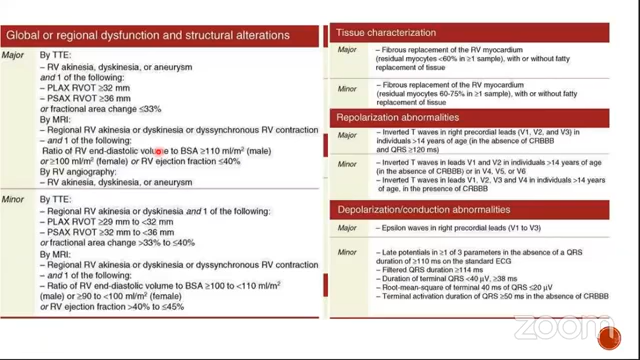 Global or regional dysfunction and structural alterations
Major
By TTE:
– RV akinesia, dyskinesia, or aneurysm
and 1 of the following:
– PLAX RVOT ≥32 mm
– PSAX RVOT ≥36 mm
or fractional area change ≤33%
By MRI:
– Regional RV akinesia or dyskinesia or dyssynchronous RV contraction
– and 1 of the following:
Ratio of RV end-diastolic volume to BSA ≥110 ml/m² (male)
or ≥100 ml/m² (female) or RV ejection fraction ≤40%
By RV angiography:
– RV akinesia, dyskinesia, or aneurysm
Minor
By TTE:
– Regional RV akinesia or dyskinesia and 1 of the following:
– PLAX RVOT ≥29 mm to <32 mm
– PSAX RVOT ≥32 mm to <36 mm
or fractional area change >33% to ≤40%
By MRI:
– Regional RV akinesia or dyskinesia or dyssynchronous RV contraction
and 1 of the following:
– Ratio of RV end-diastolic volume to BSA ≥100 to <110 ml/m²
(male) or ≥90 to <100 ml/m² (female)
or RV ejection fraction >40% to ≤45%
Tissue characterization
Major
– Fibrous replacement of the RV myocardium
(residual myocytes <60% in ≥1 sample), with or without fatty
replacement of tissue
Minor
– Fibrous replacement of the RV myocardium
(residual myocytes 60-75% in ≥1 sample), with or without fatty
replacement of tissue
Repolarization abnormalities
Major
– Inverted T waves in right precordial leads (V1, V2, and V3) in
individuals >14 years of age (in the absence of CRBBB
and QRS ≥120 ms)
Minor
– Inverted T waves in leads V1 and V2 in individuals >14 years of age
(in the absence of CRBBB) or in V4, V5, or V6
– Inverted T waves in leads V1, V2, V3 and V4 in individuals >14 years
of age, in the presence of CRBBB
Depolarization/conduction abnormalities
Major
– Epsilon waves in right precordial leads (V1 to V3)
Minor
– Late potentials in ≥1 of 3 parameters in the absence of a QRS
duration of ≥110 ms on the standard ECG
– Filtered QRS duration ≥114 ms
– Duration of terminal QRS <40 μV, ≥38 ms
– Root-mean-square of terminal 40 ms of QRS ≤20 μV
– Terminal activation duration of QRS ≥50 ms in the absence of CRBBB
zoom